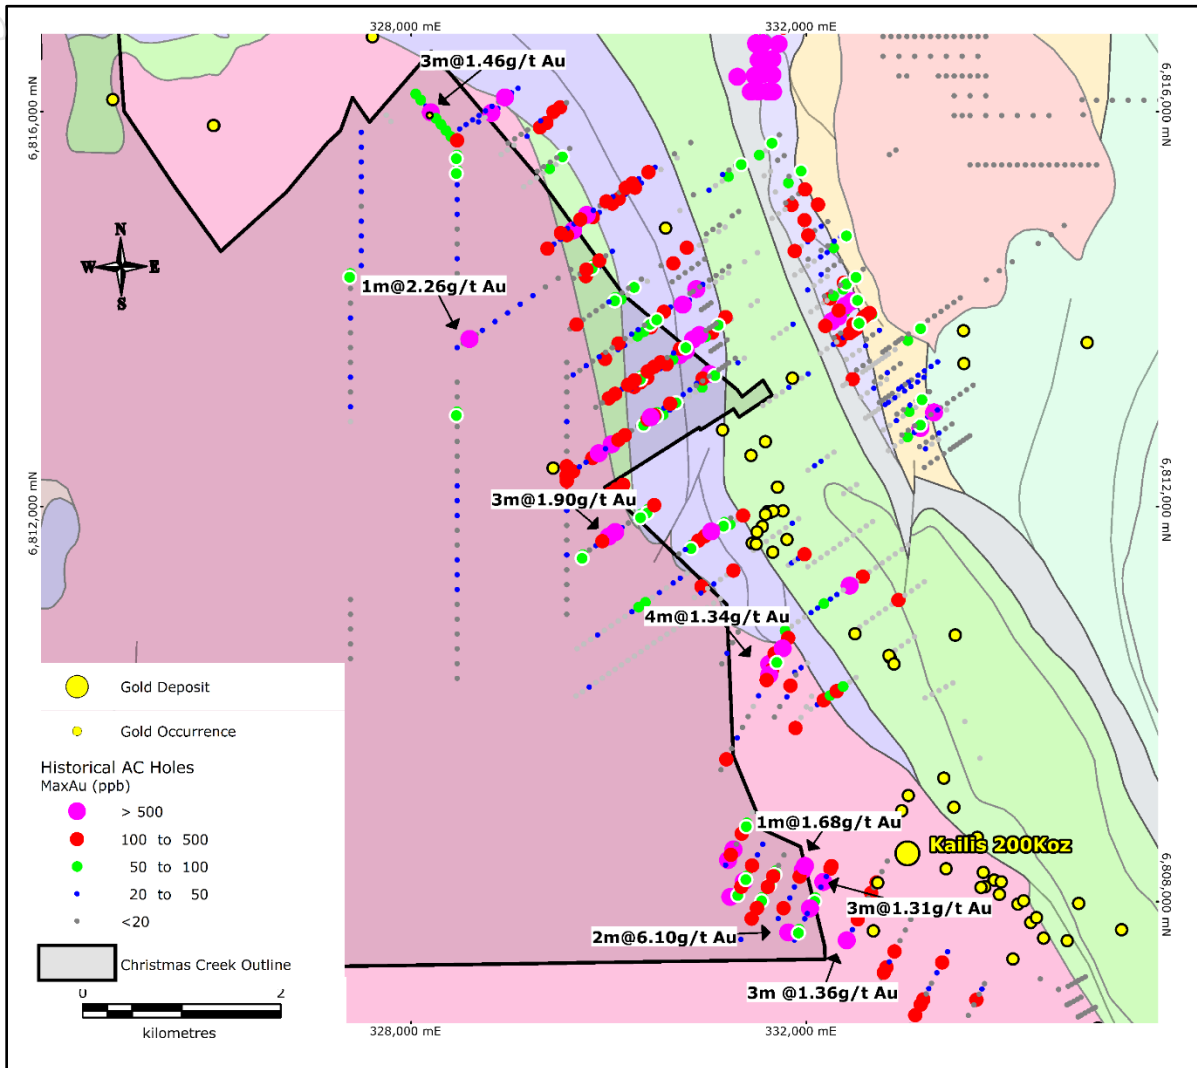 328,000 mE
332,000 mE
3m@1.46g/t Au
6,816,000 mN
6,816,000 mN
N
W
E
S
1m@2.26g/t Au
6,812,000 mN
3m@1.90g/t Au
6,812,000 mN
4m@1.34g/t Au
Gold Deposit
Gold Occurrence
Historical AC Holes
MaxAu (ppb)
> 500
100 to 500
50 to 100
20 to 50
<20
Christmas Creek Outline
0
2
kilometres
1m@1.68g/t Au
Kailis 200Koz
3m@1.31g/t Au
2m@6.10g/t Au
3m @1.36g/t Au
6,808,000 mN
328,000 mE
332,000 mE